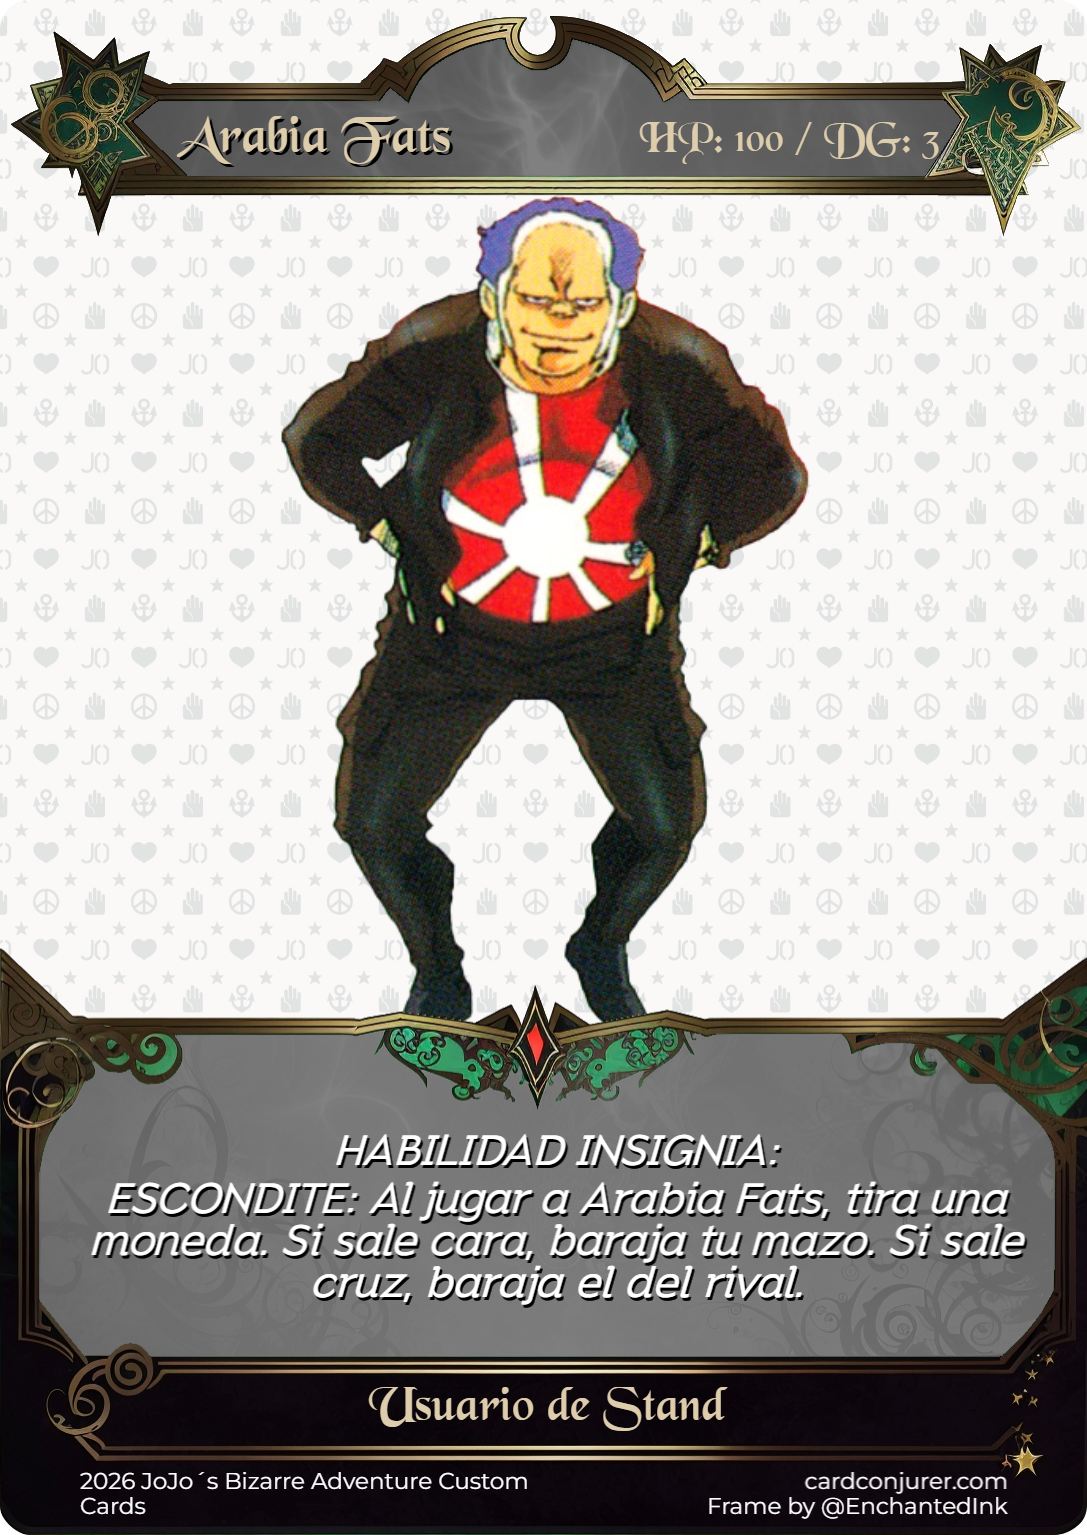 Arabia Fats
HP: 100 / DG: 3
HABILIDAD INSIGNIA:
ESCONDITE: Al jugar a Arabia Fats, tira una
moneda. Si sale cara, baraja tu mazo. Si sale
cruz, baraja el del rival.
Usuario de Stand
2026 JoJo´s Bizarre Adventure Custom
Cards
cardconjurer.com
Frame by @EnchantedInk